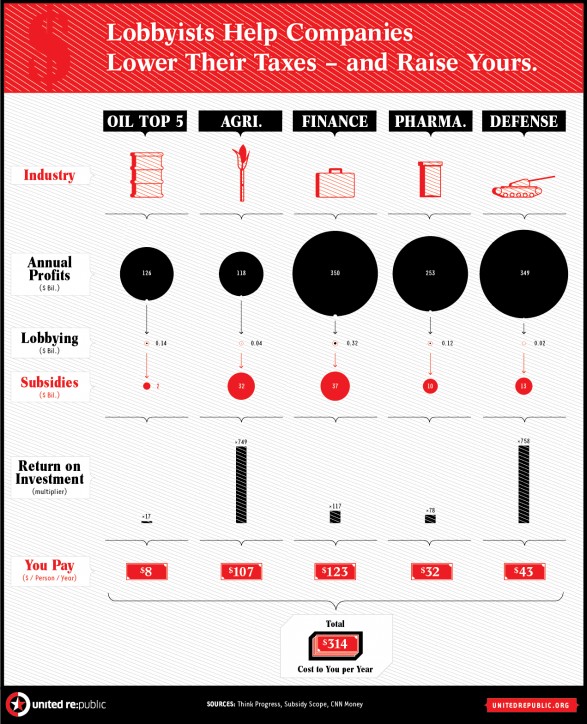 Lobbyists Help Companies
Lower Their Taxes – and Raise Yours.
OIL TOP 5
AGRI.
FINANCE
PHARMA.
DEFENSE
Industry
Annual
Profits
($ Bil.)
126
118
350
253
349
Lobbying
($ Bil.)
0.14
0.04
0.32
0.12
0.02
Subsidies
($ Bil.)
2
32
37
10
13
Return on
Investment
(multiplier)
×17
×749
×117
×78
×758
You Pay
($ / Person / Year)
$8
$107
$123
$32
$43
Total
$314
Cost to You per Year
united re:public
SOURCES: Think Progress, Subsidy Scope, CNN Money
UNITEDREPUBLIC.ORG